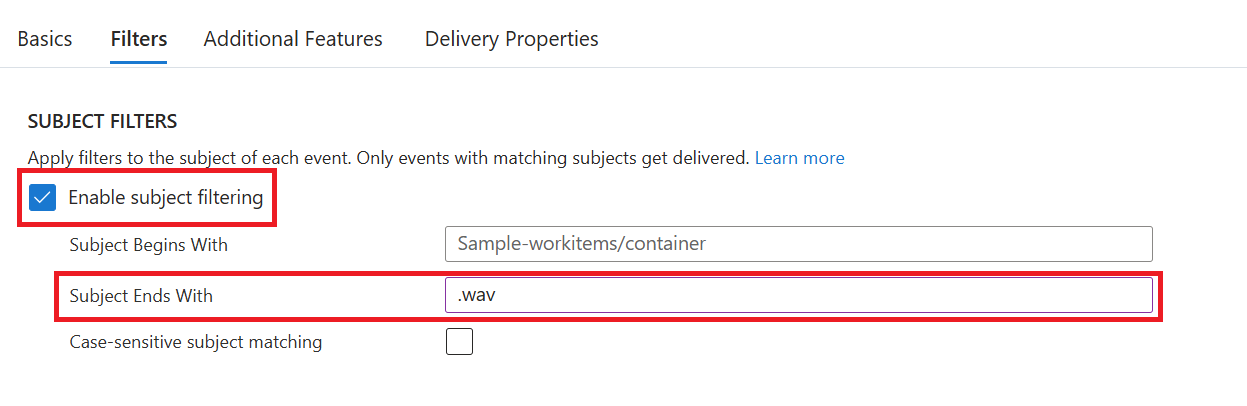 Basics Filters Additional Features Delivery Properties
SUBJECT FILTERS
Apply filters to the subject of each event. Only events with matching subjects get delivered. Learn more
Enable subject filtering
Subject Begins With Sample-workitems/container
Subject Ends With .wav
Case-sensitive subject matching